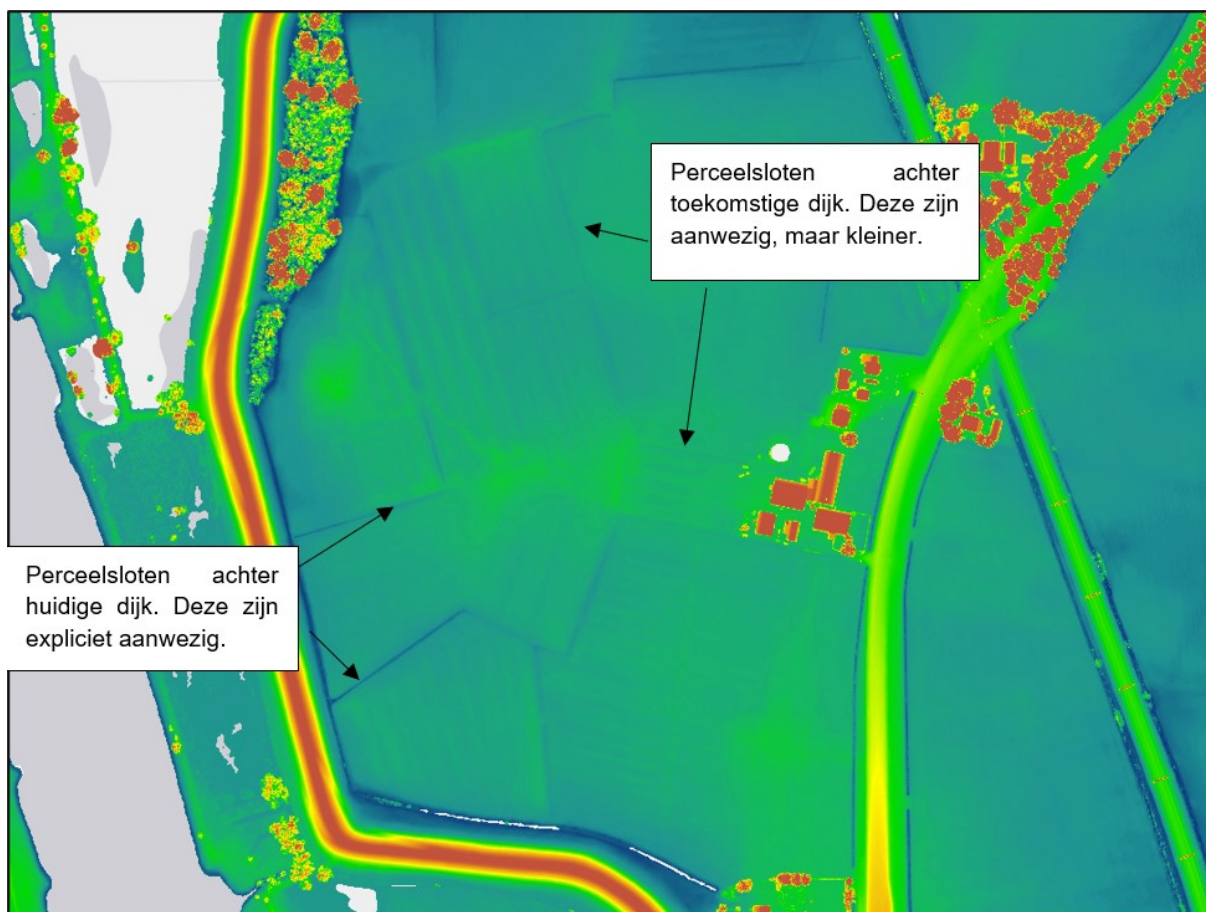 Perceelsloten achter
toekomstige dijk. Deze zijn
aanwezig, maar kleiner.
Perceelsloten achter
huidige dijk. Deze zijn
expliciet aanwezig.